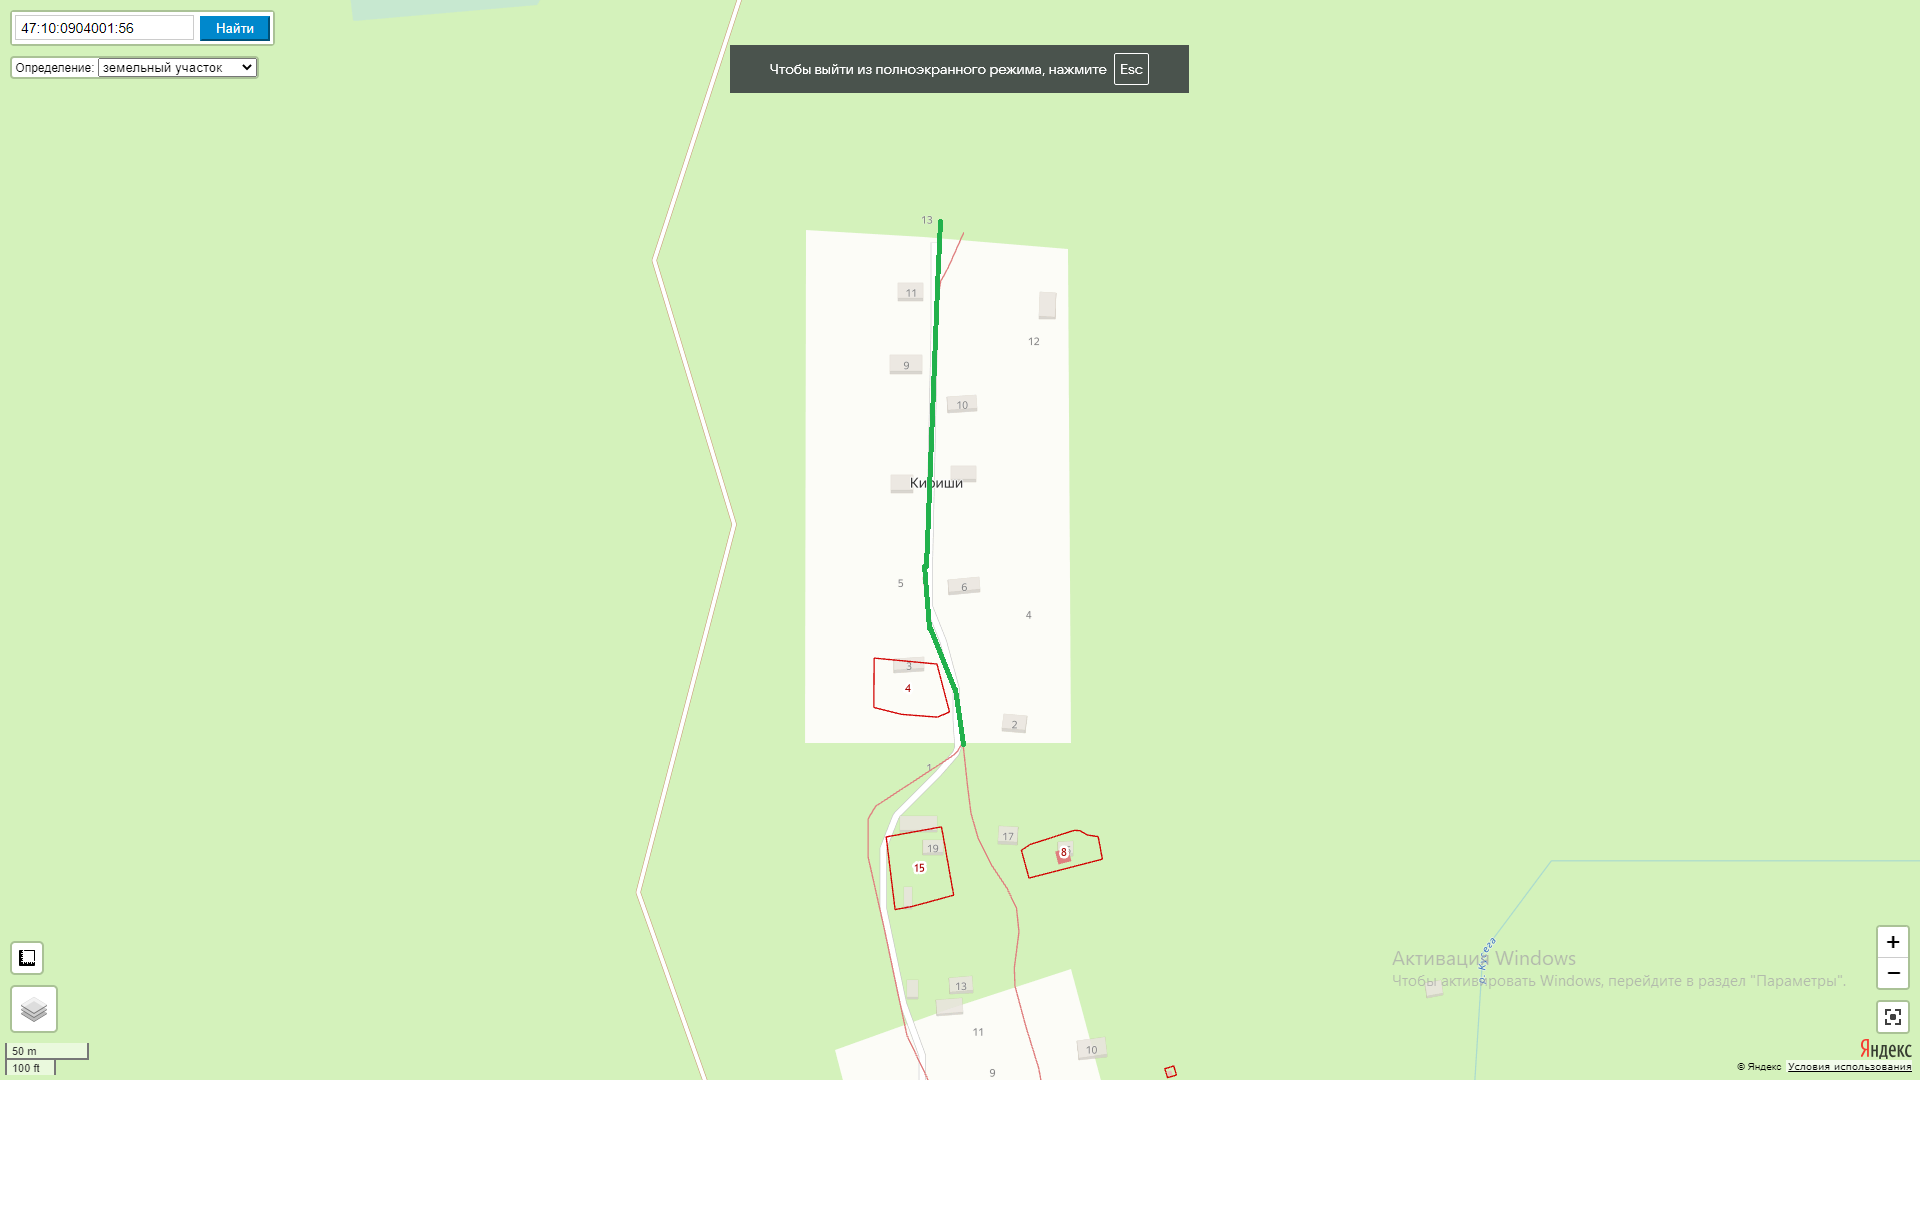 47:10:0904001:56
Найти
Определение: земельный участок
Чтобы выйти из полноэкранного режима, нажмите Esc
13
11
12
9
10
Кириши
5
6
4
3
4
2
1
17
19
8
15
13
11
10
9
р. Кусега
Активация Windows
Чтобы активировать Windows, перейдите в раздел "Параметры".
+
−
50 m
100 ft
Яндекс
© Яндекс Условия использования